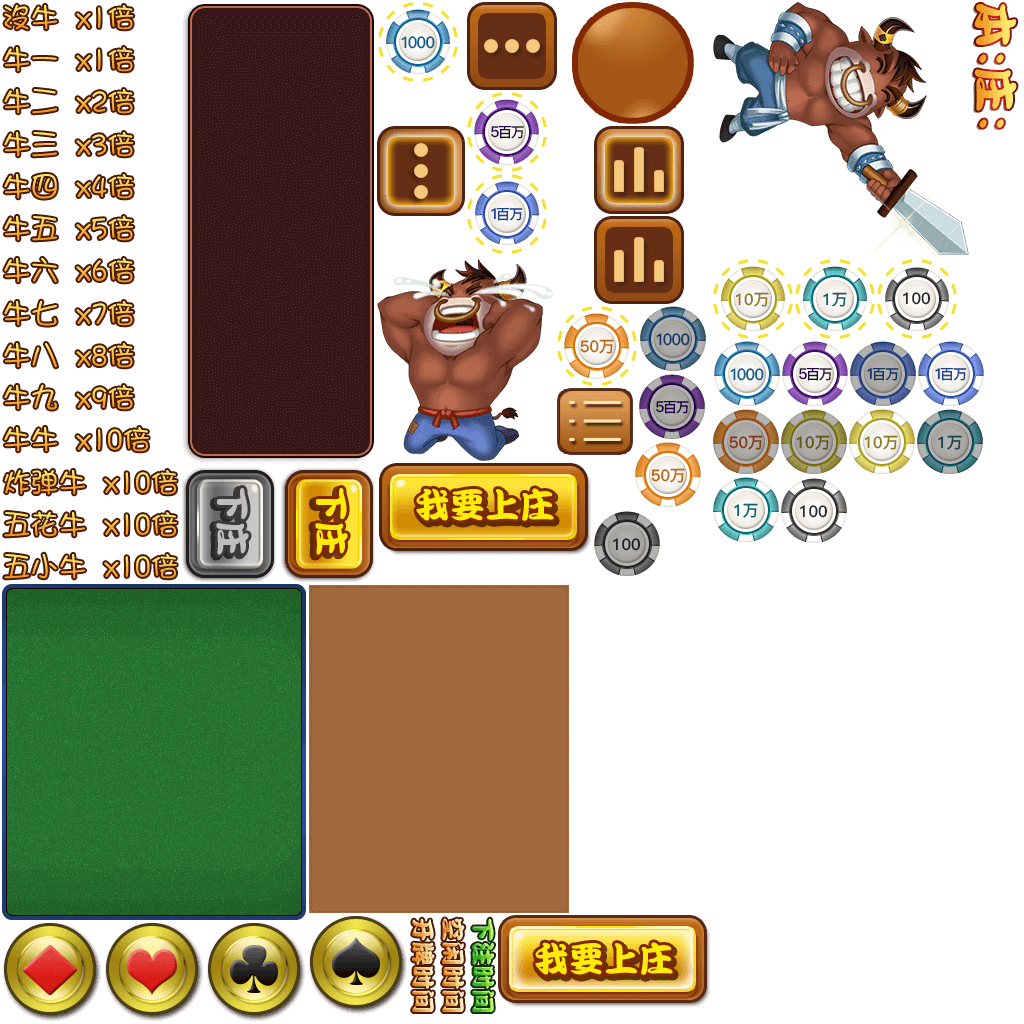 沒牛 x1倍
牛一 x1倍
牛二 x2倍
牛三 x3倍
牛四 x4倍
牛五 x5倍
牛六 x6倍
牛七 x7倍
牛八 x8倍
牛九 x9倍
牛牛 x10倍
炸弹牛 x10倍
五花牛 x10倍
五小牛 x10倍
1000
5百万
1百万
本:庄:
10万
1万
100
50万
1000
1000
5百万
1百万
1百万
5百万
50万
10万
10万
1万
50万
1万
100
100
下庄
下庄
我要上庄
开牌时间
空闲时间
下注时间
我要上庄